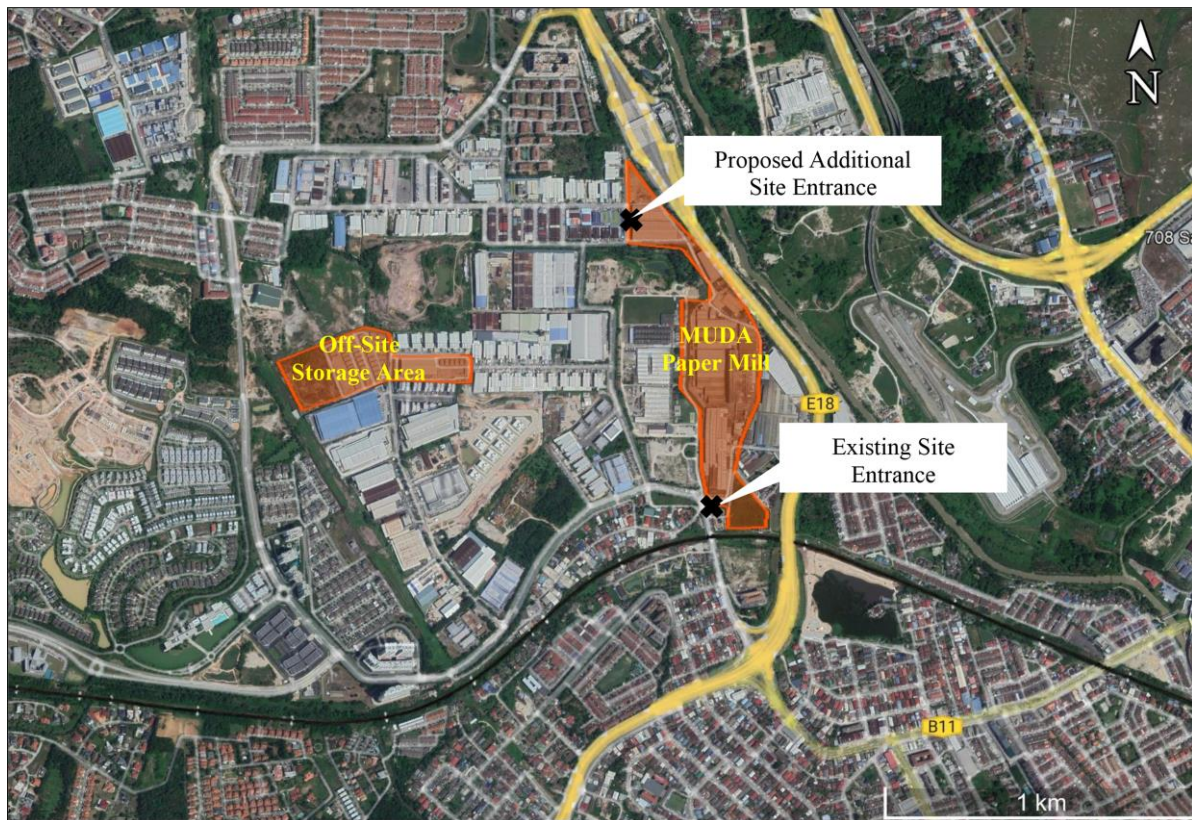 N
Proposed Additional
Site Entrance
708 Sa
MUDA
Paper Mill
Off-Site
Storage Area
E18
Existing Site
Entrance
B11
1 km